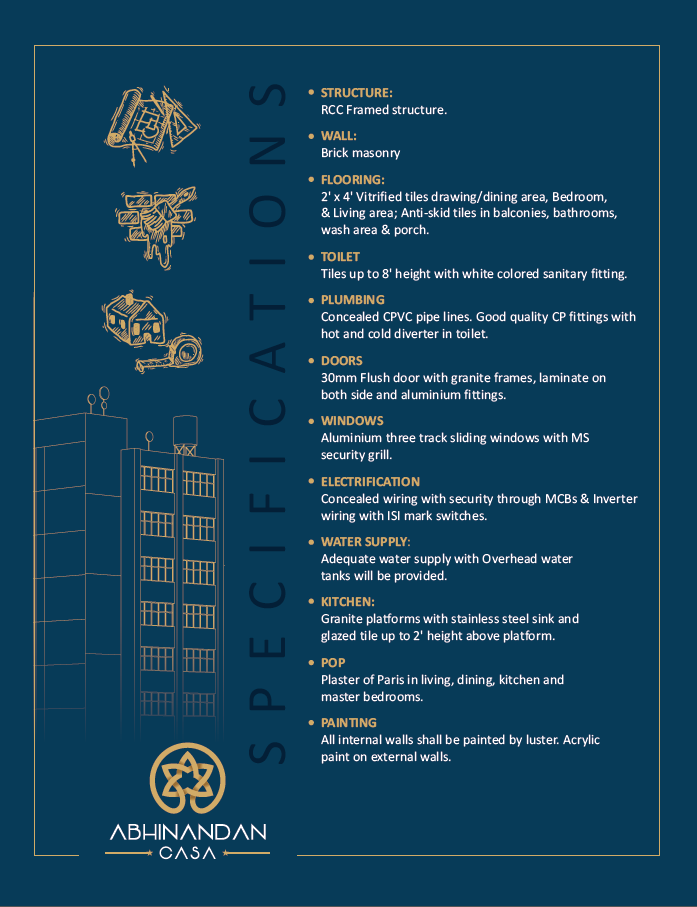 SPECIFICATIONS
• STRUCTURE:
RCC Framed structure.
• WALL:
Brick masonry
• FLOORING:
2' x 4' Vitrified tiles drawing/dining area, Bedroom,
& Living area; Anti-skid tiles in balconies, bathrooms,
wash area & porch.
• TOILET
Tiles up to 8' height with white colored sanitary fitting.
• PLUMBING
Concealed CPVC pipe lines. Good quality CP fittings with
hot and cold diverter in toilet.
• DOORS
30mm Flush door with granite frames, laminate on
both side and aluminium fittings.
• WINDOWS
Aluminium three track sliding windows with MS
security grill.
• ELECTRIFICATION
Concealed wiring with security through MCBs & Inverter
wiring with ISI mark switches.
• WATER SUPPLY:
Adequate water supply with Overhead water
tanks will be provided.
• KITCHEN:
Granite platforms with stainless steel sink and
glazed tile up to 2' height above platform.
• POP
Plaster of Paris in living, dining, kitchen and
master bedrooms.
• PAINTING
All internal walls shall be painted by luster. Acrylic
paint on external walls.
ABHINANDAN
CASA